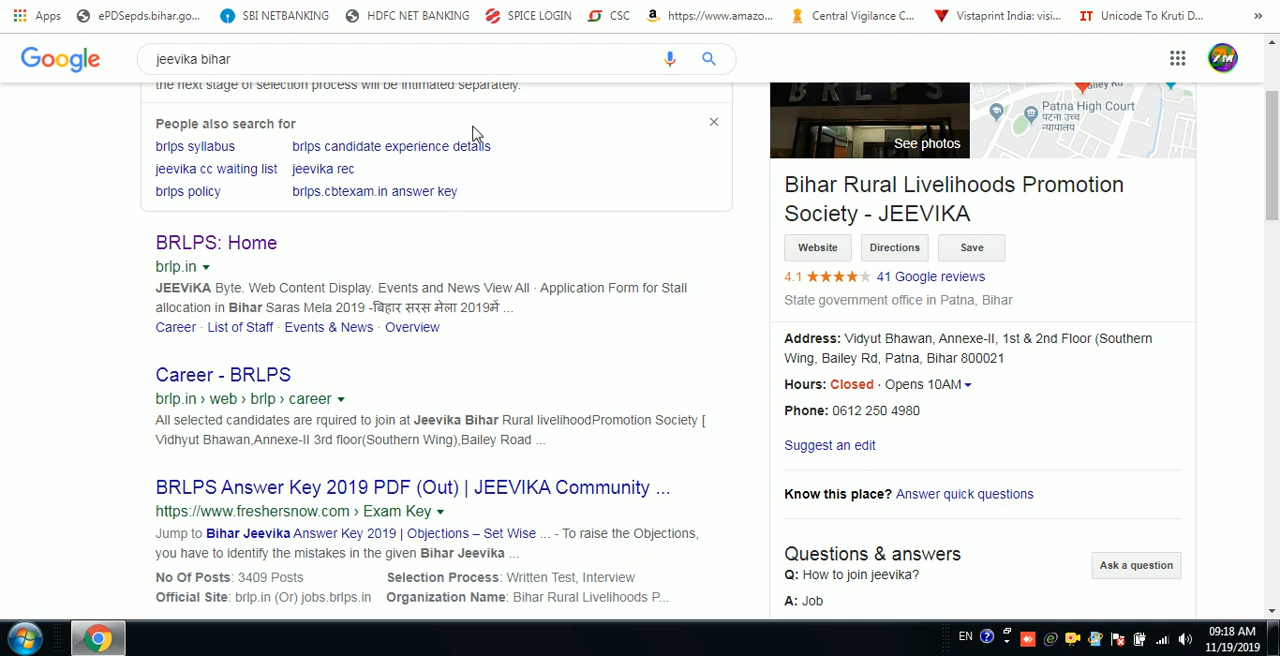 Apps ePDSepds.bihar.go... SBI NETBANKING HDFC NET BANKING SPICE LOGIN CSC https://www.amazo... Central Vigilance C... Vistaprint India: visi... Unicode To Kruti D... »
Google jeevika bihar
the next stage of selection process will be intimated separately.
People also search for
brlps syllabus brlps candidate experience details
jeevika cc waiting list jeevika rec
brlps policy brlps.cbtexam.in answer key
BRLPS: Home
brlp.in
JEEViKA Byte. Web Content Display. Events and News View All · Application Form for Stall
allocation in Bihar Saras Mela 2019 -बिहार सरस मेला 2019में ...
Career · List of Staff · Events & News · Overview
Career - BRLPS
brlp.in › web › brlp › career
All selected candidates are rquired to join at Jeevika Bihar Rural livelihoodPromotion Society [
Vidhyut Bhawan,Annexe-II 3rd floor(Southern Wing),Bailey Road ...
BRLPS Answer Key 2019 PDF (Out) | JEEVIKA Community ...
https://www.freshersnow.com › Exam Key
Jump to Bihar Jeevika Answer Key 2019 | Objections – Set Wise ... - To raise the Objections,
you have to identify the mistakes in the given Bihar Jeevika ...
No Of Posts: 3409 Posts Selection Process: Written Test, Interview
Official Site: brlp.in (Or) jobs.brlps.in Organization Name: Bihar Rural Livelihoods P...
BRLPS
See photos
Bailey Rd
Patna High Court
पटना उच्च
न्यायालय
Bihar Rural Livelihoods Promotion
Society - JEEVIKA
Website Directions Save
4.1 41 Google reviews
State government office in Patna, Bihar
Address: Vidyut Bhawan, Annexe-II, 1st & 2nd Floor (Southern
Wing, Bailey Rd, Patna, Bihar 800021
Hours: Closed · Opens 10AM
Phone: 0612 250 4980
Suggest an edit
Know this place? Answer quick questions
Questions & answers
Q: How to join jeevika?
A: Job
Ask a question
EN
09:18 AM
11/19/2019